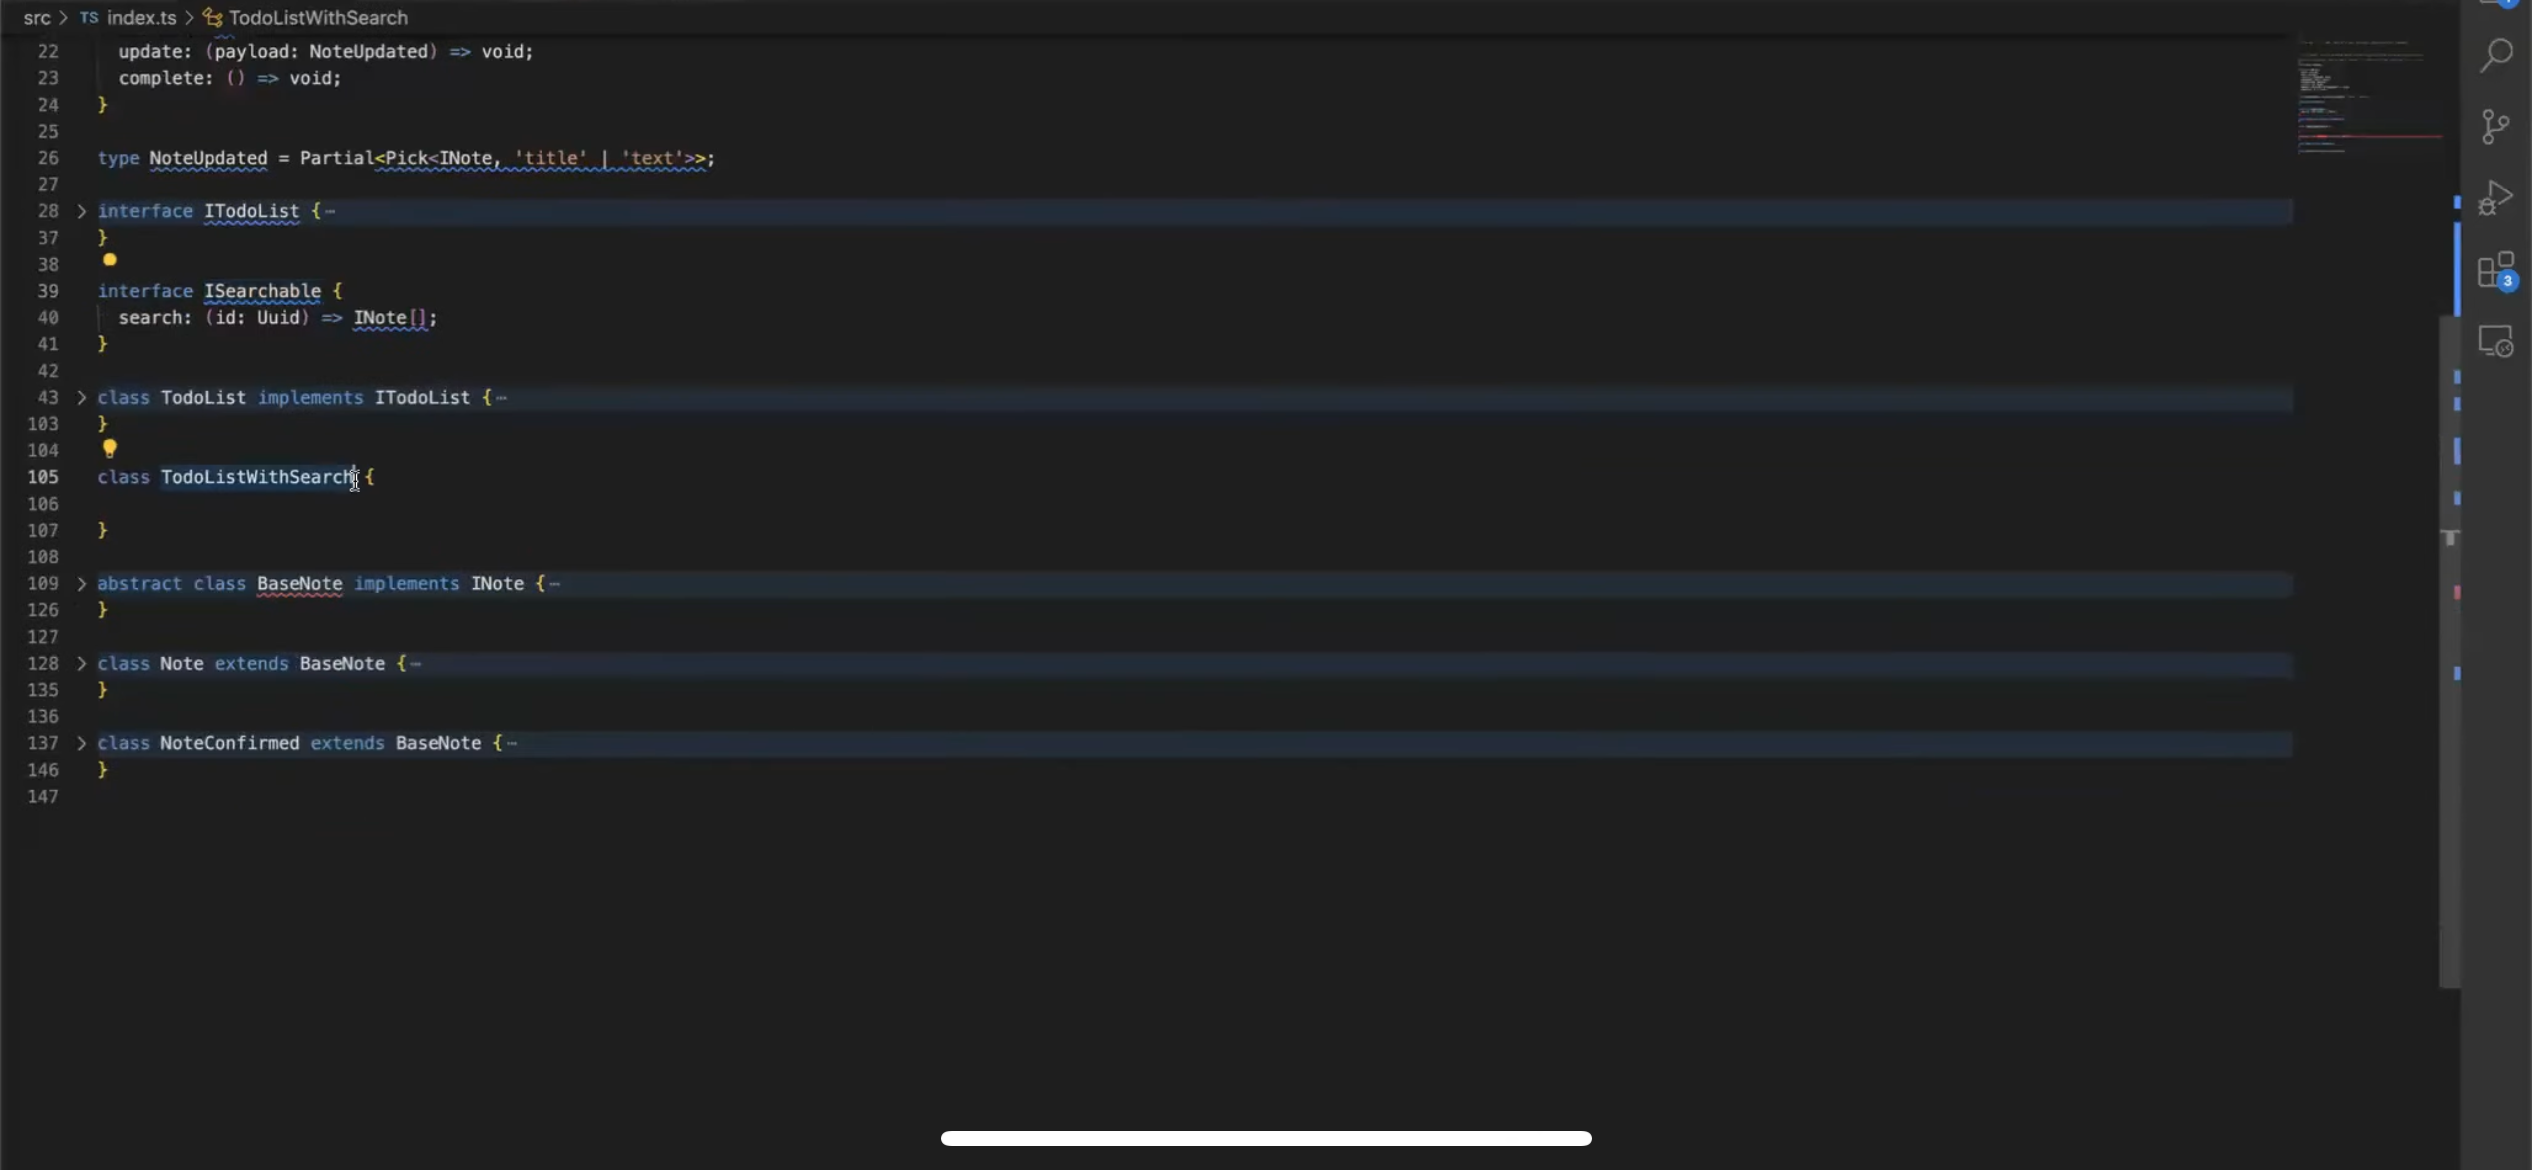 src > TS index.ts > TodoListWithSearch
22 update: (payload: NoteUpdated) => void;
23 complete: () => void;
24 }
25
26 type NoteUpdated = Partial<Pick<INote, 'title' | 'text'>>;
27
28 > interface ITodoList { ⋯
37 }
38
39 interface ISearchable {
40 search: (id: Uuid) => INote[];
41 }
42
43 > class TodoList implements ITodoList { ⋯
103 }
104
105 class TodoListWithSearch {
106
107 }
108
109 > abstract class BaseNote implements INote { ⋯
126 }
127
128 > class Note extends BaseNote { ⋯
135 }
136
137 > class NoteConfirmed extends BaseNote { ⋯
146 }
147
3